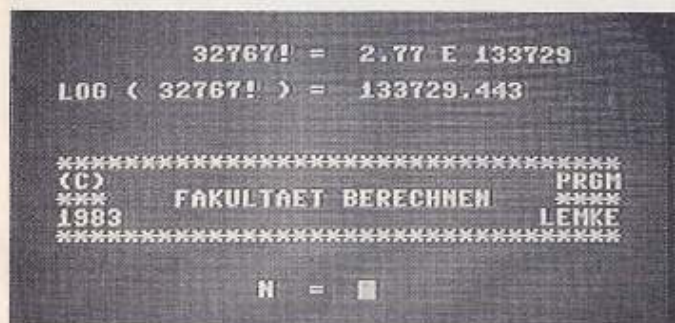 32767! = 2.77 E 133729
LOG ( 32767! ) = 133729.443
***********************************
(C) PRGM
*** FAKULTAET BERECHNEN ****
1983 LEMKE
***********************************
N =